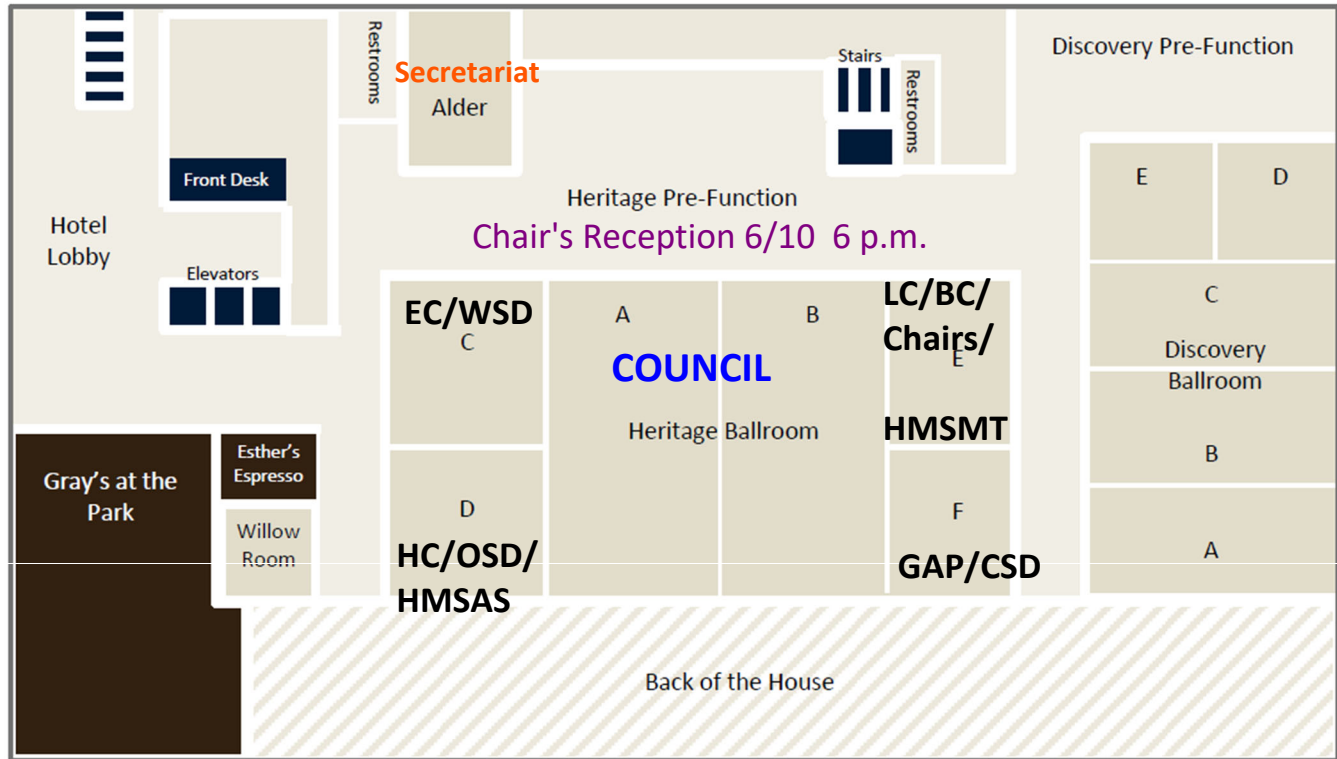 Restrooms
Secretariat
Alder
Stairs
Restrooms
Discovery Pre-Function
Front Desk
Hotel
Lobby
Elevators
Heritage Pre-Function
Chair's Reception 6/10 6 p.m.
E
D
EC/WSD
C
A
B
COUNCIL
Heritage Ballroom
LC/BC/
Chairs/
E
HMSMT
C
Discovery
Ballroom
B
A
Gray's at the
Park
Esther's
Espresso
Willow
Room
D
HC/OSD/
HMSAS
F
GAP/CSD
Back of the House